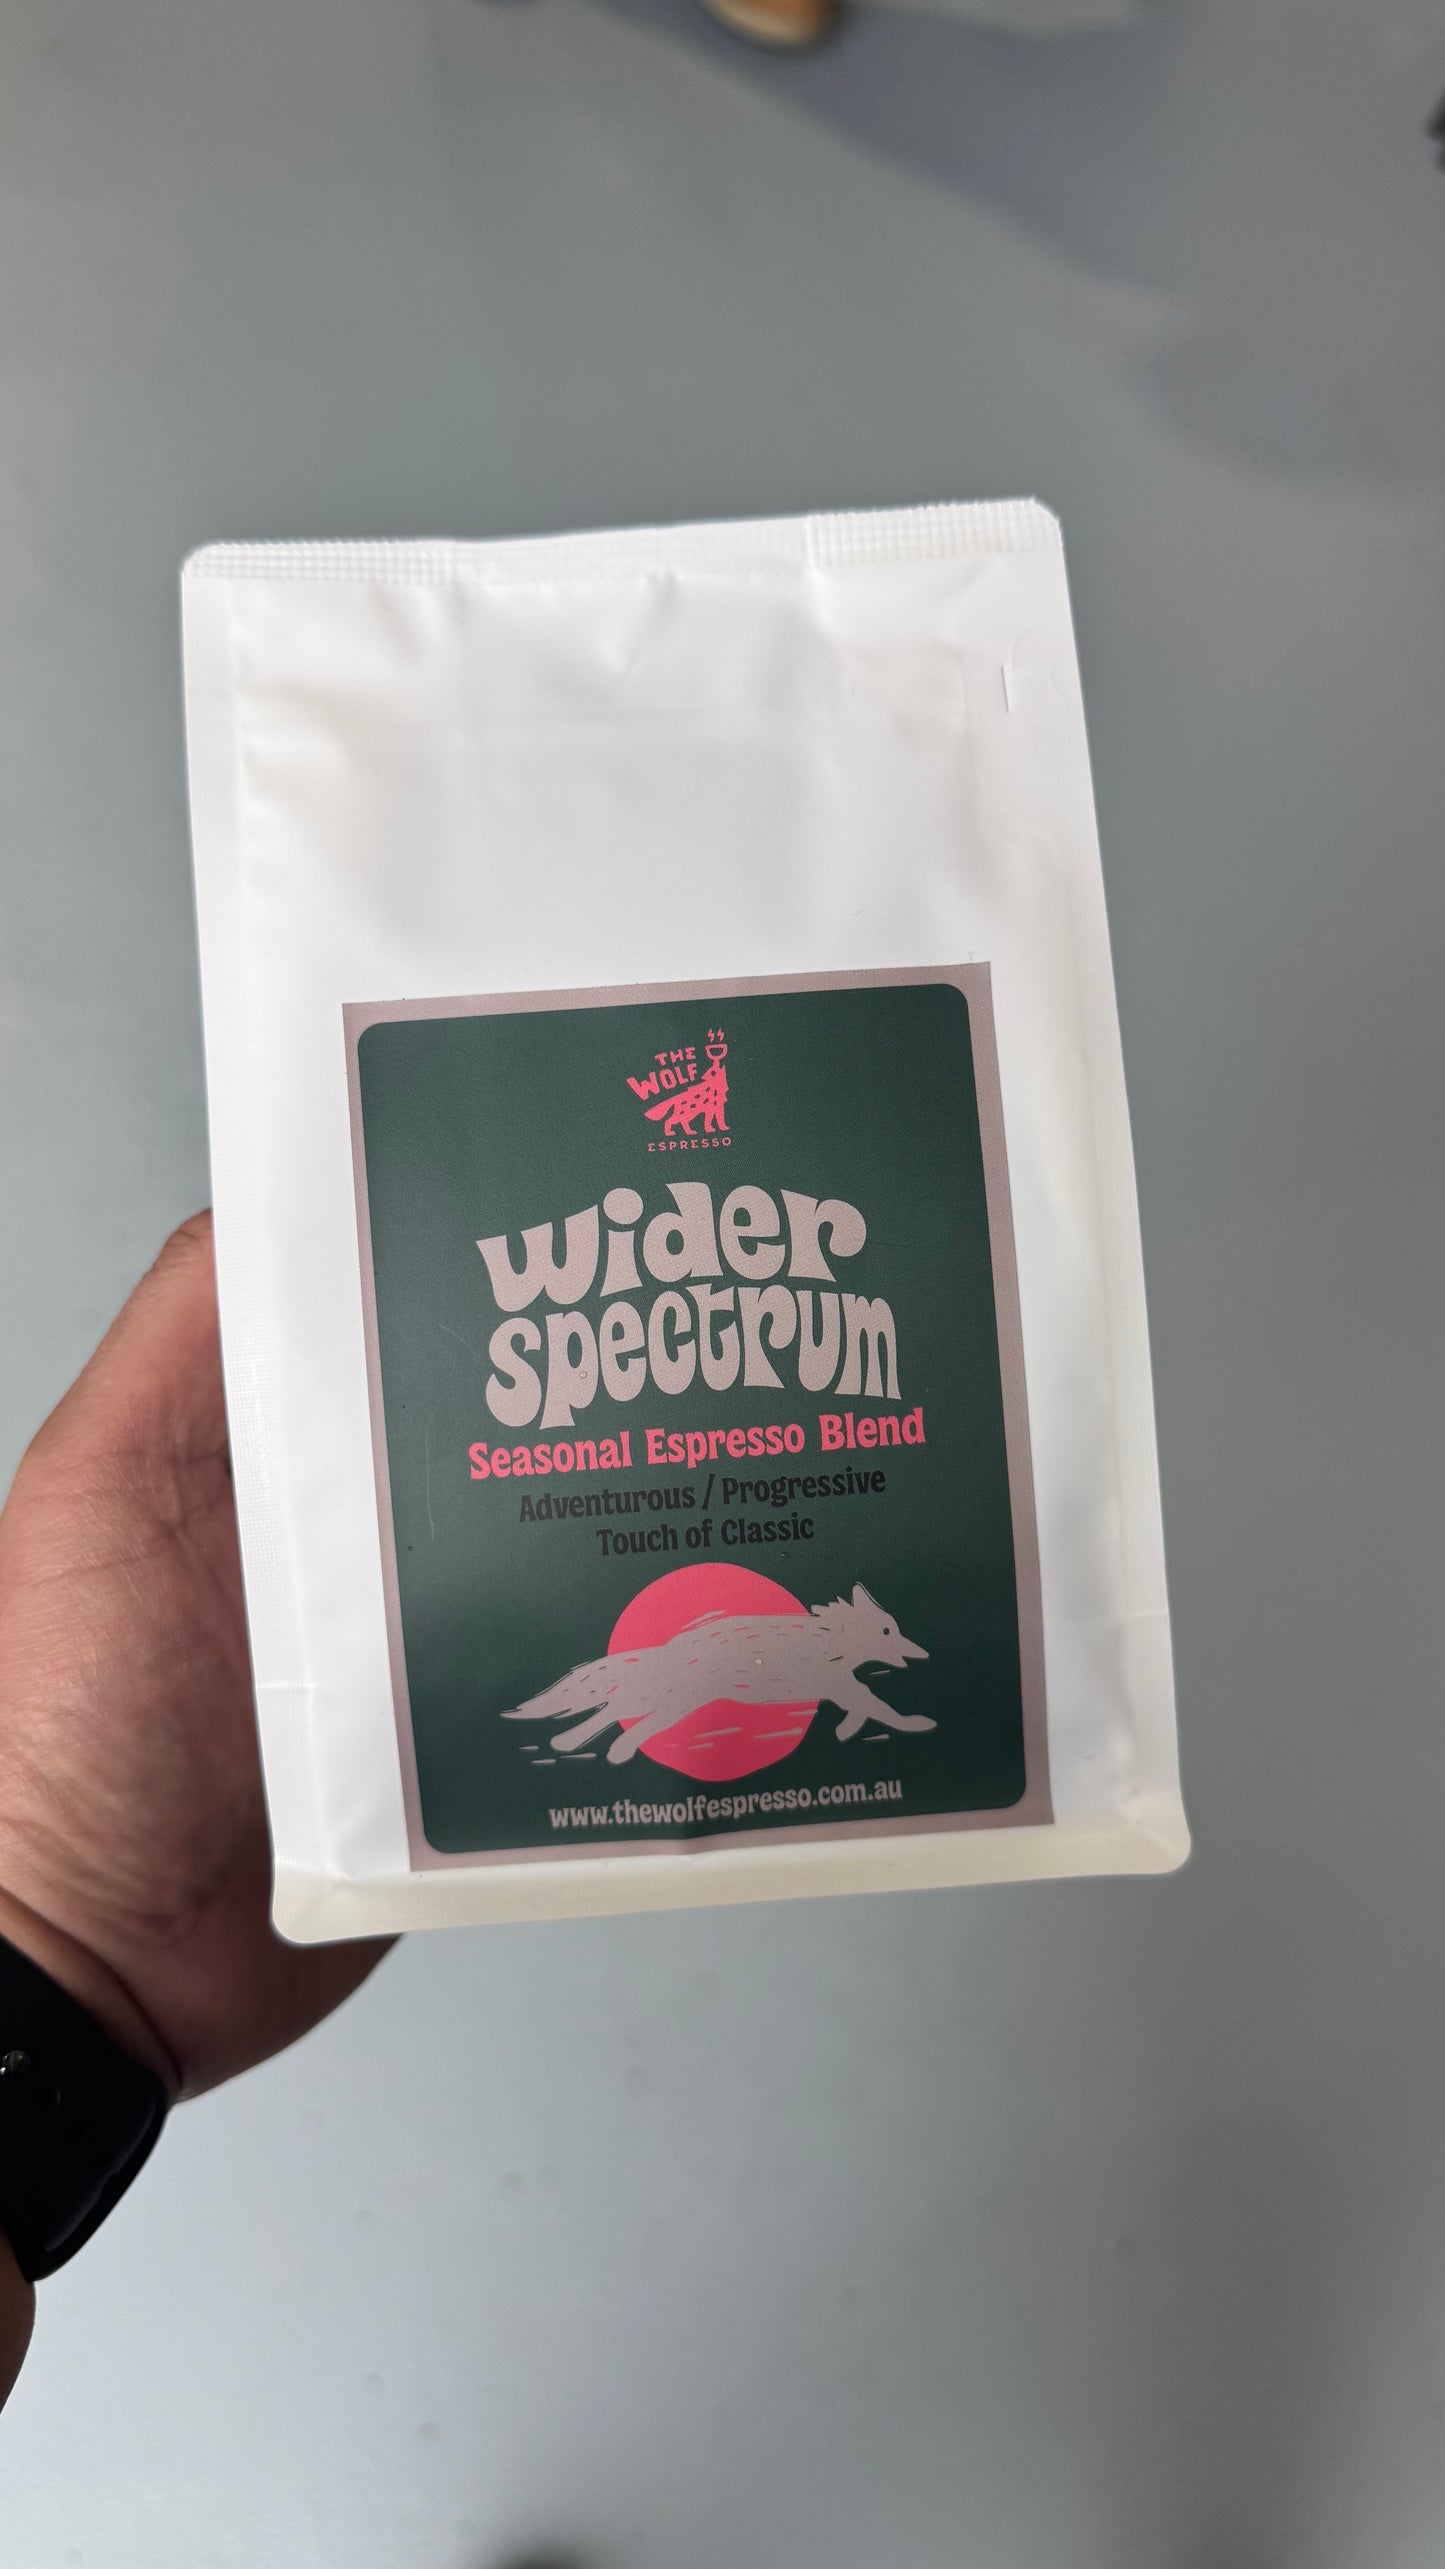 THE
WOLF
ESPRESSO
wider
spectrum
Seasonal Espresso Blend
Adventurous / Progressive
Touch of Classic
www.thewolfespresso.com.au